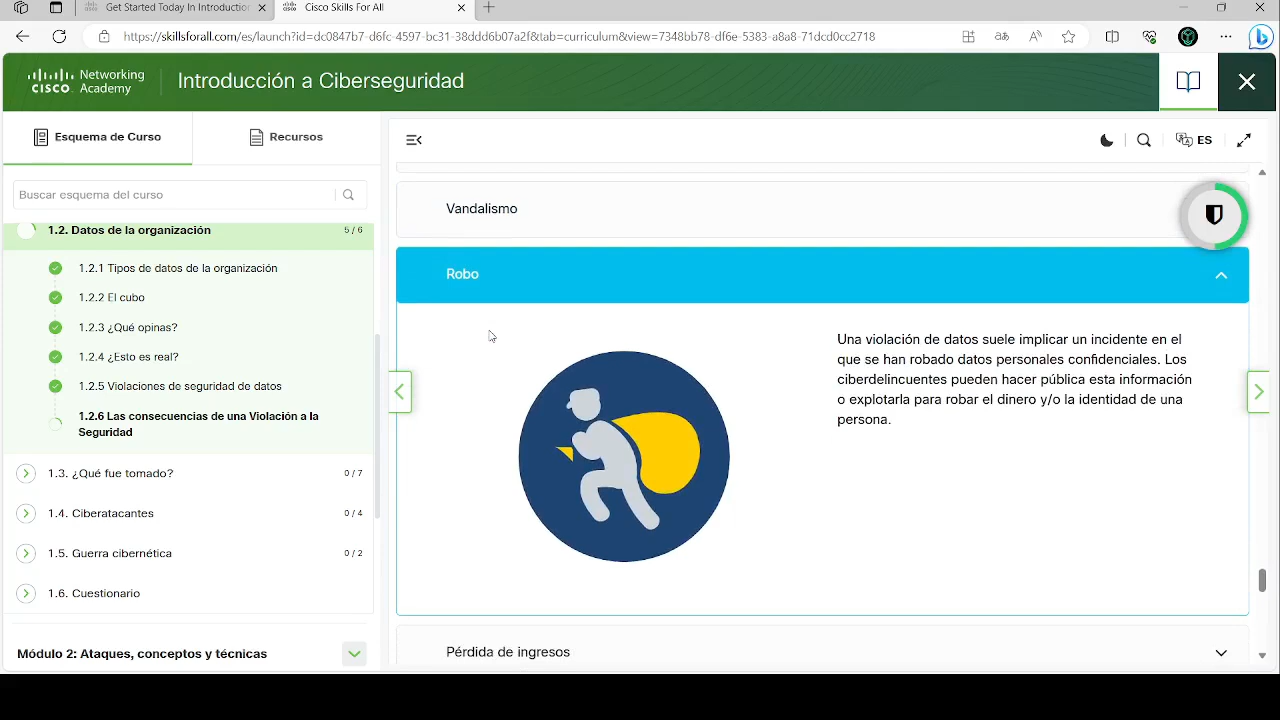 Get Started Today In Introduction
Cisco Skills For All
https://skillsforall.com/es/launch?id=dc0847b7-d6fc-4597-bc31-38ddd6b07a2f&tab=curriculum&view=7348bb78-df6e-5383-a8a8-71dcd0cc2718
CISCO Networking Academy
Introducción a Ciberseguridad
Esquema de Curso
Recursos
ES
Buscar esquema del curso
1.2. Datos de la organización 5 / 6
1.2.1 Tipos de datos de la organización
1.2.2 El cubo
1.2.3 ¿Qué opinas?
1.2.4 ¿Esto es real?
1.2.5 Violaciones de seguridad de datos
1.2.6 Las consecuencias de una Violación a la
Seguridad
1.3. ¿Qué fue tomado? 0 / 7
1.4. Ciberatacantes 0 / 4
1.5. Guerra cibernética 0 / 2
1.6. Cuestionario
Módulo 2: Ataques, conceptos y técnicas
Vandalismo
Robo
Una violación de datos suele implicar un incidente en el
que se han robado datos personales confidenciales. Los
ciberdelincuentes pueden hacer pública esta información
o explotarla para robar el dinero y/o la identidad de una
persona.
Pérdida de ingresos